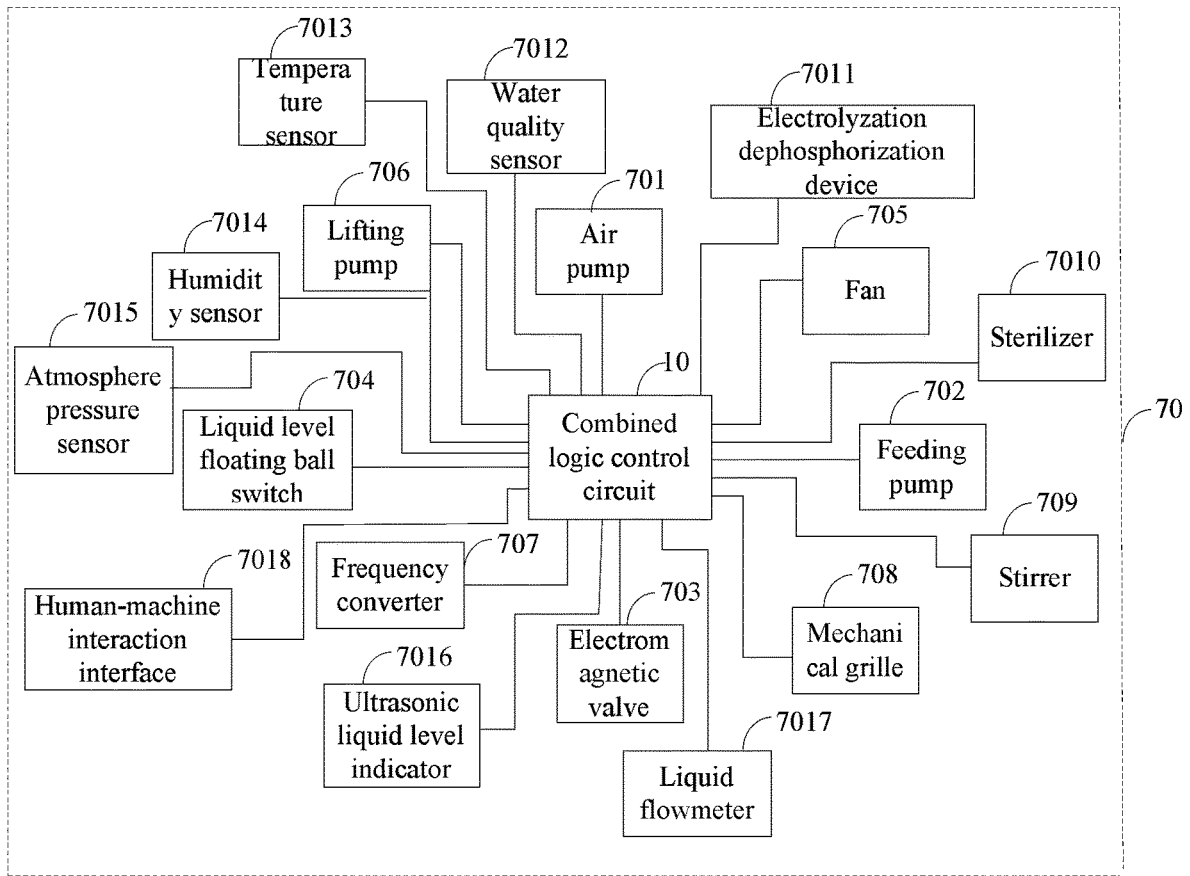 7013
Tempera
ture
sensor
7012
Water
quality
sensor
7011
Electrolyzation
dephosphorization
device
706
Lifting
pump
701
Air
pump
705
Fan
7014
Humidit
y sensor
7010
Sterilizer
7015
Atmosphere
pressure
sensor
704
Liquid level
floating ball
switch
10
Combined
logic control
circuit
702
Feeding
pump
70
709
Stirrer
7018
Human-machine
interaction
interface
707
Frequency
converter
703
Electrom
agnetic
valve
708
Mechani
cal grille
7016
Ultrasonic
liquid level
indicator
7017
Liquid
flowmeter